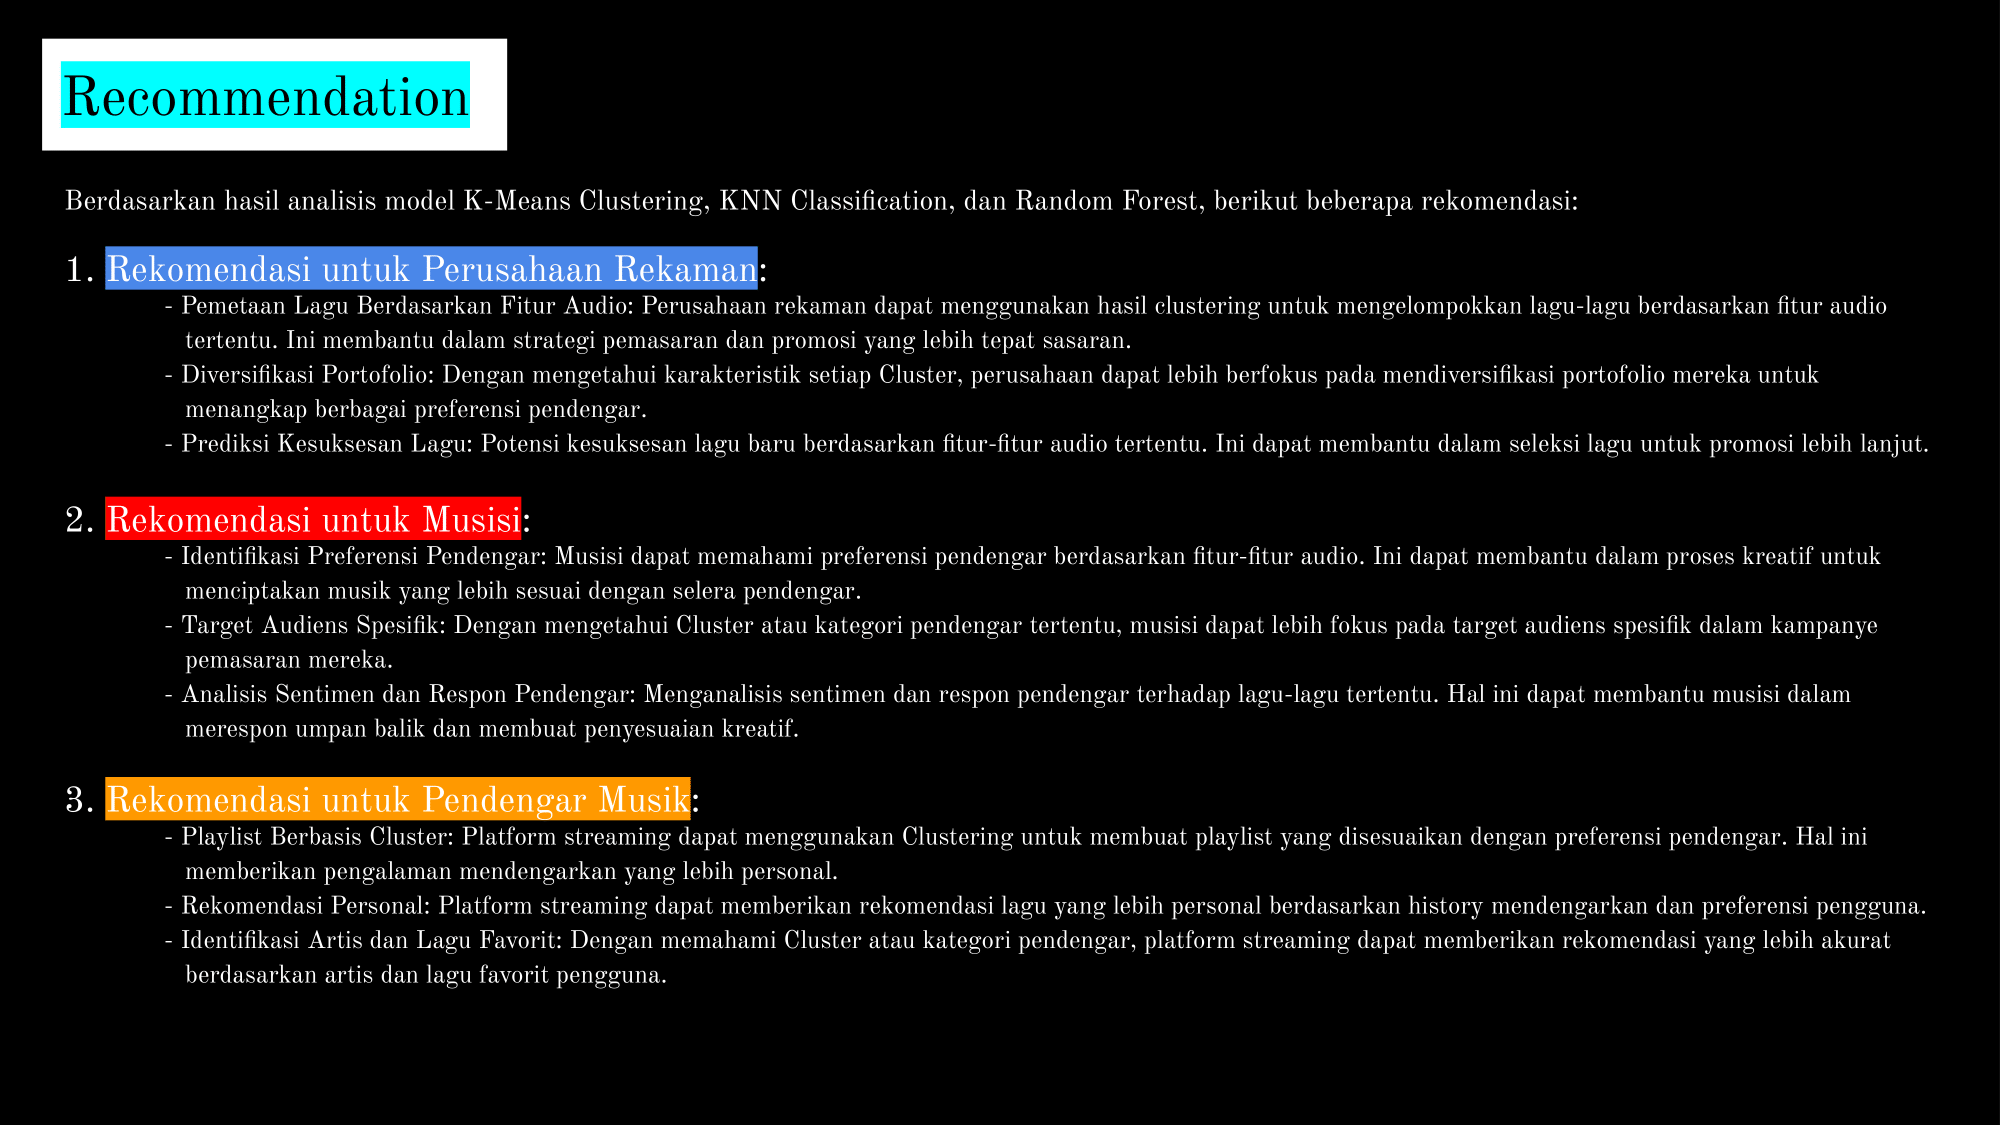 Recommendation
Berdasarkan hasil analisis model K-Means Clustering, KNN Classification, dan Random Forest, berikut beberapa rekomendasi:
1. Rekomendasi untuk Perusahaan Rekaman:
- Pemetaan Lagu Berdasarkan Fitur Audio: Perusahaan rekaman dapat menggunakan hasil clustering untuk mengelompokkan lagu-lagu berdasarkan fitur audio
tertentu. Ini membantu dalam strategi pemasaran dan promosi yang lebih tepat sasaran.
- Diversifikasi Portofolio: Dengan mengetahui karakteristik setiap Cluster, perusahaan dapat lebih berfokus pada mendiversifikasi portofolio mereka untuk
menangkap berbagai preferensi pendengar.
- Prediksi Kesuksesan Lagu: Potensi kesuksesan lagu baru berdasarkan fitur-fitur audio tertentu. Ini dapat membantu dalam seleksi lagu untuk promosi lebih lanjut.
2. Rekomendasi untuk Musisi:
- Identifikasi Preferensi Pendengar: Musisi dapat memahami preferensi pendengar berdasarkan fitur-fitur audio. Ini dapat membantu dalam proses kreatif untuk
menciptakan musik yang lebih sesuai dengan selera pendengar.
- Target Audiens Spesifik: Dengan mengetahui Cluster atau kategori pendengar tertentu, musisi dapat lebih fokus pada target audiens spesifik dalam kampanye
pemasaran mereka.
- Analisis Sentimen dan Respon Pendengar: Menganalisis sentimen dan respon pendengar terhadap lagu-lagu tertentu. Hal ini dapat membantu musisi dalam
merespon umpan balik dan membuat penyesuaian kreatif.
3. Rekomendasi untuk Pendengar Musik:
- Playlist Berbasis Cluster: Platform streaming dapat menggunakan Clustering untuk membuat playlist yang disesuaikan dengan preferensi pendengar. Hal ini
memberikan pengalaman mendengarkan yang lebih personal.
- Rekomendasi Personal: Platform streaming dapat memberikan rekomendasi lagu yang lebih personal berdasarkan history mendengarkan dan preferensi pengguna.
- Identifikasi Artis dan Lagu Favorit: Dengan memahami Cluster atau kategori pendengar, platform streaming dapat memberikan rekomendasi yang lebih akurat
berdasarkan artis dan lagu favorit pengguna.